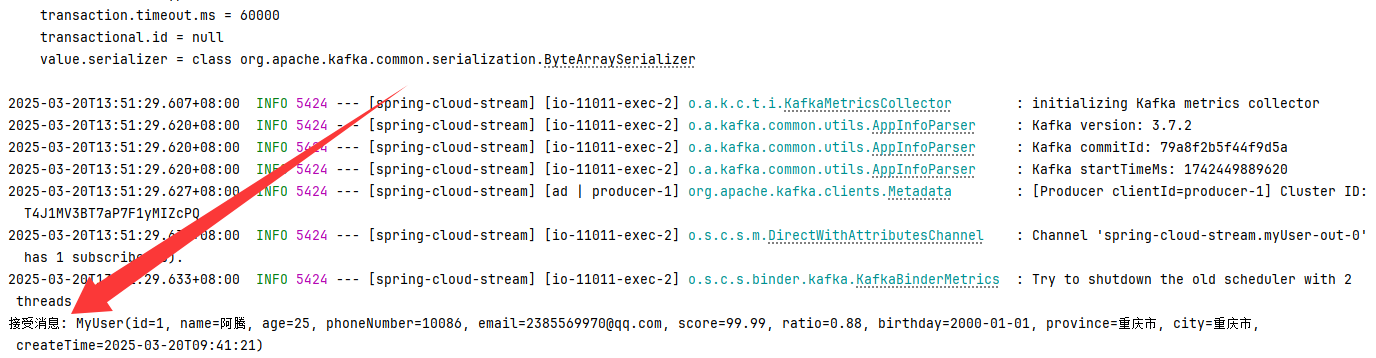 transaction.timeout.ms = 60000
transactional.id = null
value.serializer = class org.apache.kafka.common.serialization.ByteArraySerializer
2025-03-20T13:51:29.607+08:00  INFO 5424 --- [spring-cloud-stream] [io-11011-exec-2] o.a.k.c.t.i.KafkaMetricsCollector        : initializing Kafka metrics collector
2025-03-20T13:51:29.620+08:00  INFO 5424 --- [spring-cloud-stream] [io-11011-exec-2] o.a.kafka.common.utils.AppInfoParser     : Kafka version: 3.7.2
2025-03-20T13:51:29.620+08:00  INFO 5424 --- [spring-cloud-stream] [io-11011-exec-2] o.a.kafka.common.utils.AppInfoParser     : Kafka commitId: 79a8f2b5f44f9d5a
2025-03-20T13:51:29.620+08:00  INFO 5424 --- [spring-cloud-stream] [io-11011-exec-2] o.a.kafka.common.utils.AppInfoParser     : Kafka startTimeMs: 1742449889620
2025-03-20T13:51:29.627+08:00  INFO 5424 --- [spring-cloud-stream] [ad | producer-1] org.apache.kafka.clients.Metadata        : [Producer clientId=producer-1] Cluster ID:
T4J1MV3BT7aP7F1yMIZcPQ
2025-03-20T13:51:29.+08:00  INFO 5424 --- [spring-cloud-stream] [io-11011-exec-2] o.s.c.s.m.DirectWithAttributesChannel    : Channel 'spring-cloud-stream.myUser-out-0'
has 1
2025-03-20T13:51:29.633+08:00  INFO 5424 --- [spring-cloud-stream] [io-11011-exec-2] o.s.c.s.binder.kafka.KafkaBinderMetrics  : Try to shutdown the old scheduler with 2
threads
接受消息: MyUser(id=1, name=阿腾, age=25, phoneNumber=10086, email=2385569970@qq.com, score=99.99, ratio=0.88, birthday=2000-01-01, province=重庆市, city=重庆市,
createTime=2025-03-20T09:41:21)